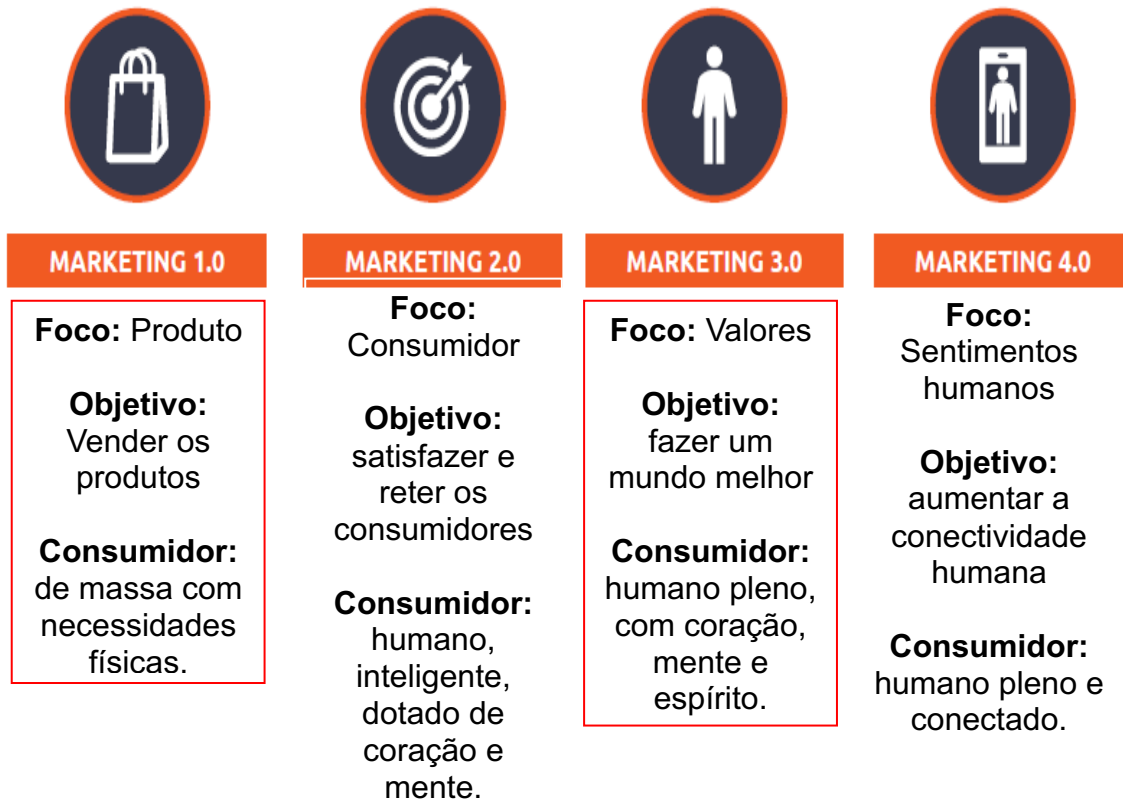 MARKETING 1.0
Foco: Produto
Objetivo:
Vender os
produtos
Consumidor:
de massa com
necessidades
físicas.
MARKETING 2.0
Foco:
Consumidor
Objetivo:
satisfazer e
reter os
consumidores
Consumidor:
humano,
inteligente,
dotado de
coração e
mente.
MARKETING 3.0
Foco: Valores
Objetivo:
fazer um
mundo melhor
Consumidor:
humano pleno,
com coração,
mente e
espírito.
MARKETING 4.0
Foco:
Sentimentos
humanos
Objetivo:
aumentar a
conectividade
humana
Consumidor:
humano pleno e
conectado.